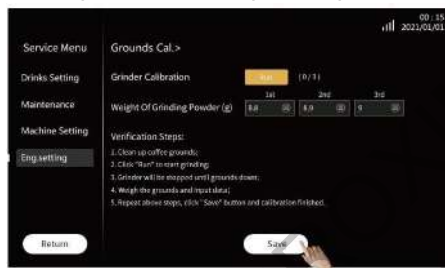 00 : 15
2021/01/01
Service Menu
Grounds Cal.>
Drinks Setting
Grinder Calibration
Run
(0/3)
1st 2nd 3rd
Maintenance
Weight Of Grinding Powder (g)
8.8 8.9 9
Machine Setting
Verification Steps:
Eng.setting
1. Clean up coffee grounds;
2. Click "Run" to start grinding;
3. Grinder will be stopped until grounds down;
4. Weigh the grounds and input data;
5. Repeat above steps, click "Save" button and calibration finished.
Return
Save